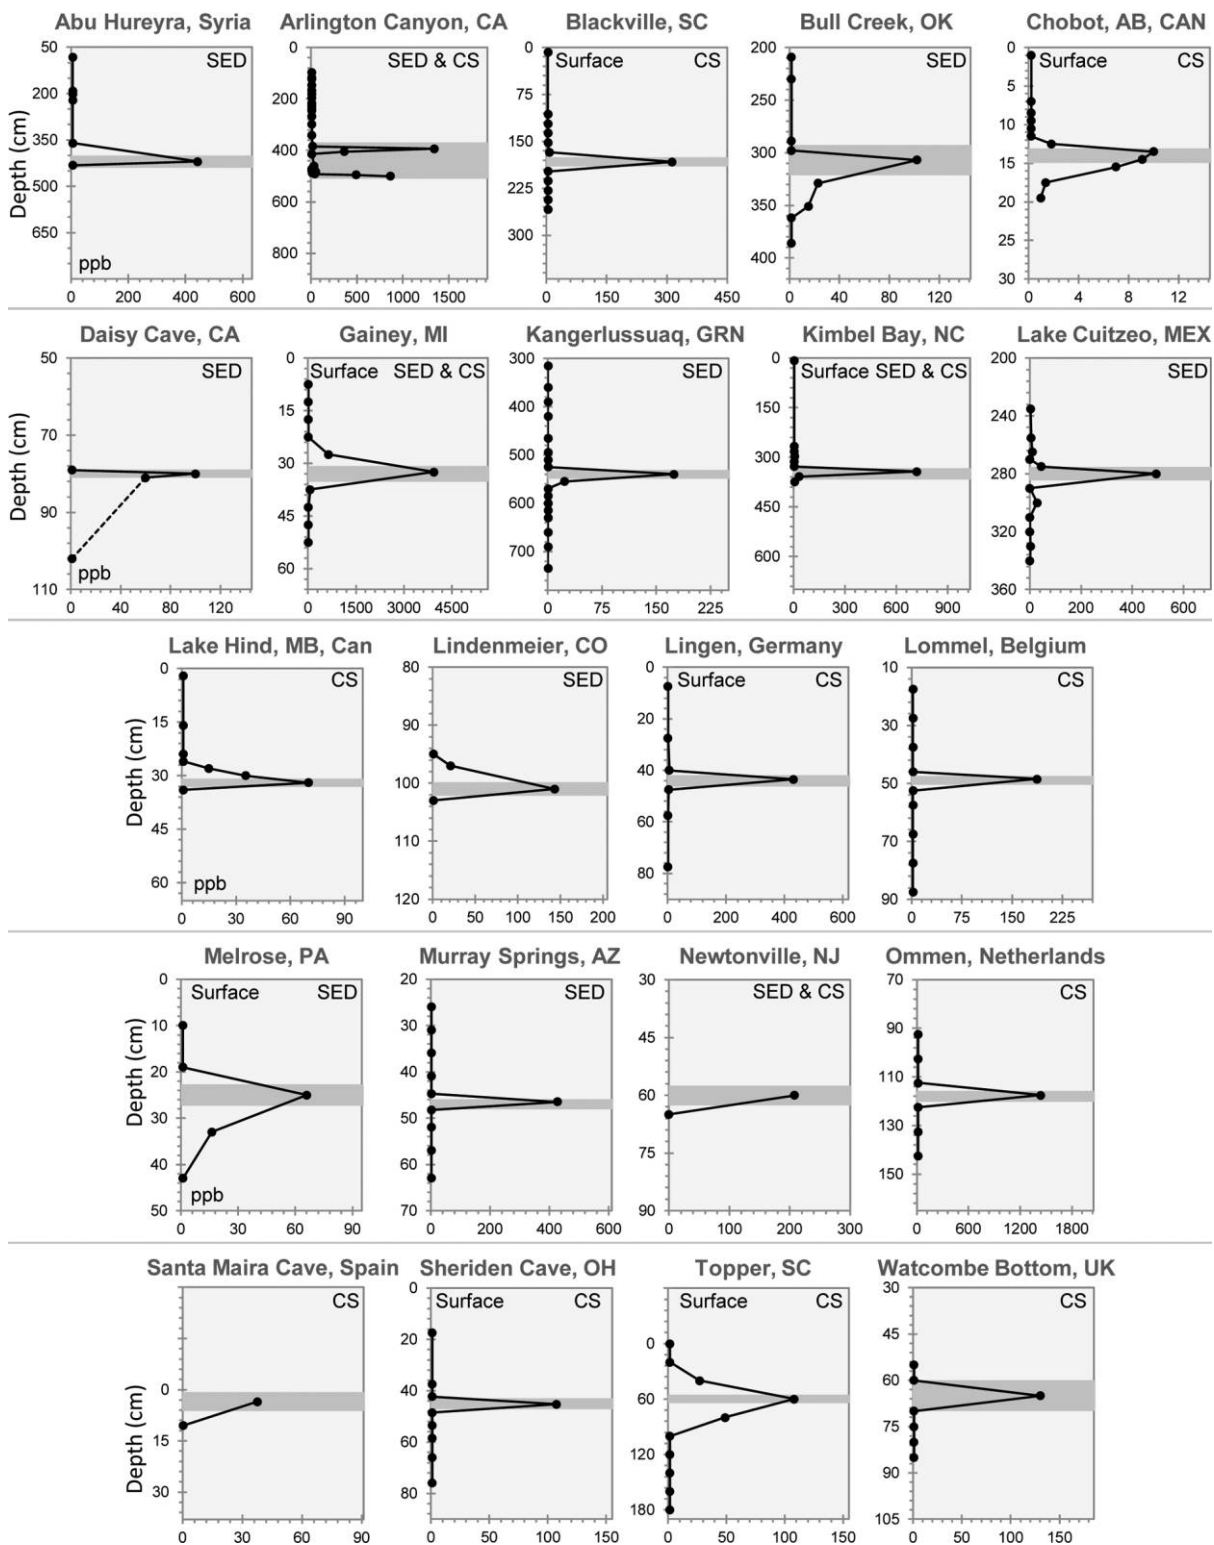 Abu Hureyra, Syria Arlington Canyon, CA Blackville, SC Bull Creek, OK Chobot, AB, CAN
Depth (cm)
50 200 350 500 650
SED
ppb
0 200 400 600
0 200 400 600 800
SED & CS
0 500 1000 1500
0 75 150 225 300
Surface CS
0 150 300 450
200 250 300 350 400
SED
0 40 80 120
0 5 10 15 20 25 30
Surface CS
0 4 8 12
Daisy Cave, CA Gainey, MI Kangerlussuaq, GRN Kimbel Bay, NC Lake Cuitzeo, MEX
Depth (cm)
50 70 90 110
SED
ppb
0 40 80 120
0 15 30 45 60
Surface SED & CS
0 1500 3000 4500
300 400 500 600 700
SED
0 75 150 225
0 150 300 450 600
Surface SED & CS
0 300 600 900
200 240 280 320 360
SED
0 200 400 600
Lake Hind, MB, Can Lindenmeier, CO Lingen, Germany Lommel, Belgium
Depth (cm)
0 15 30 45 60
CS
ppb
0 30 60 90
80 90 100 110 120
SED
0 50 100 150 200
0 20 40 60 80
Surface CS
0 200 400 600
10 30 50 70 90
CS
0 75 150 225
Melrose, PA Murray Springs, AZ Newtonville, NJ Ommen, Netherlands
Depth (cm)
0 10 20 30 40 50
Surface SED
ppb
0 30 60 90
20 30 40 50 60 70
SED
0 200 400 600
30 45 60 75 90
SED & CS
0 100 200 300
70 90 110 130 150
CS
0 600 1200 1800
Santa Maira Cave, Spain Sheriden Cave, OH Topper, SC Watcombe Bottom, UK
Depth (cm)
0 15 30
CS
0 30 60 90
0 20 40 60 80
Surface CS
0 50 100 150
0 60 120 180
Surface CS
0 50 100 150
30 45 60 75 90 105
CS
0 50 100 150